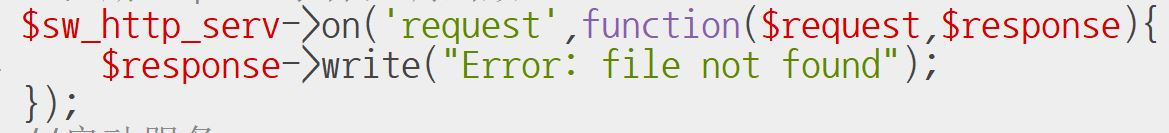 $sw_http_serv->on('request',function($request,$response){
    $response->write("Error: file not found");
});